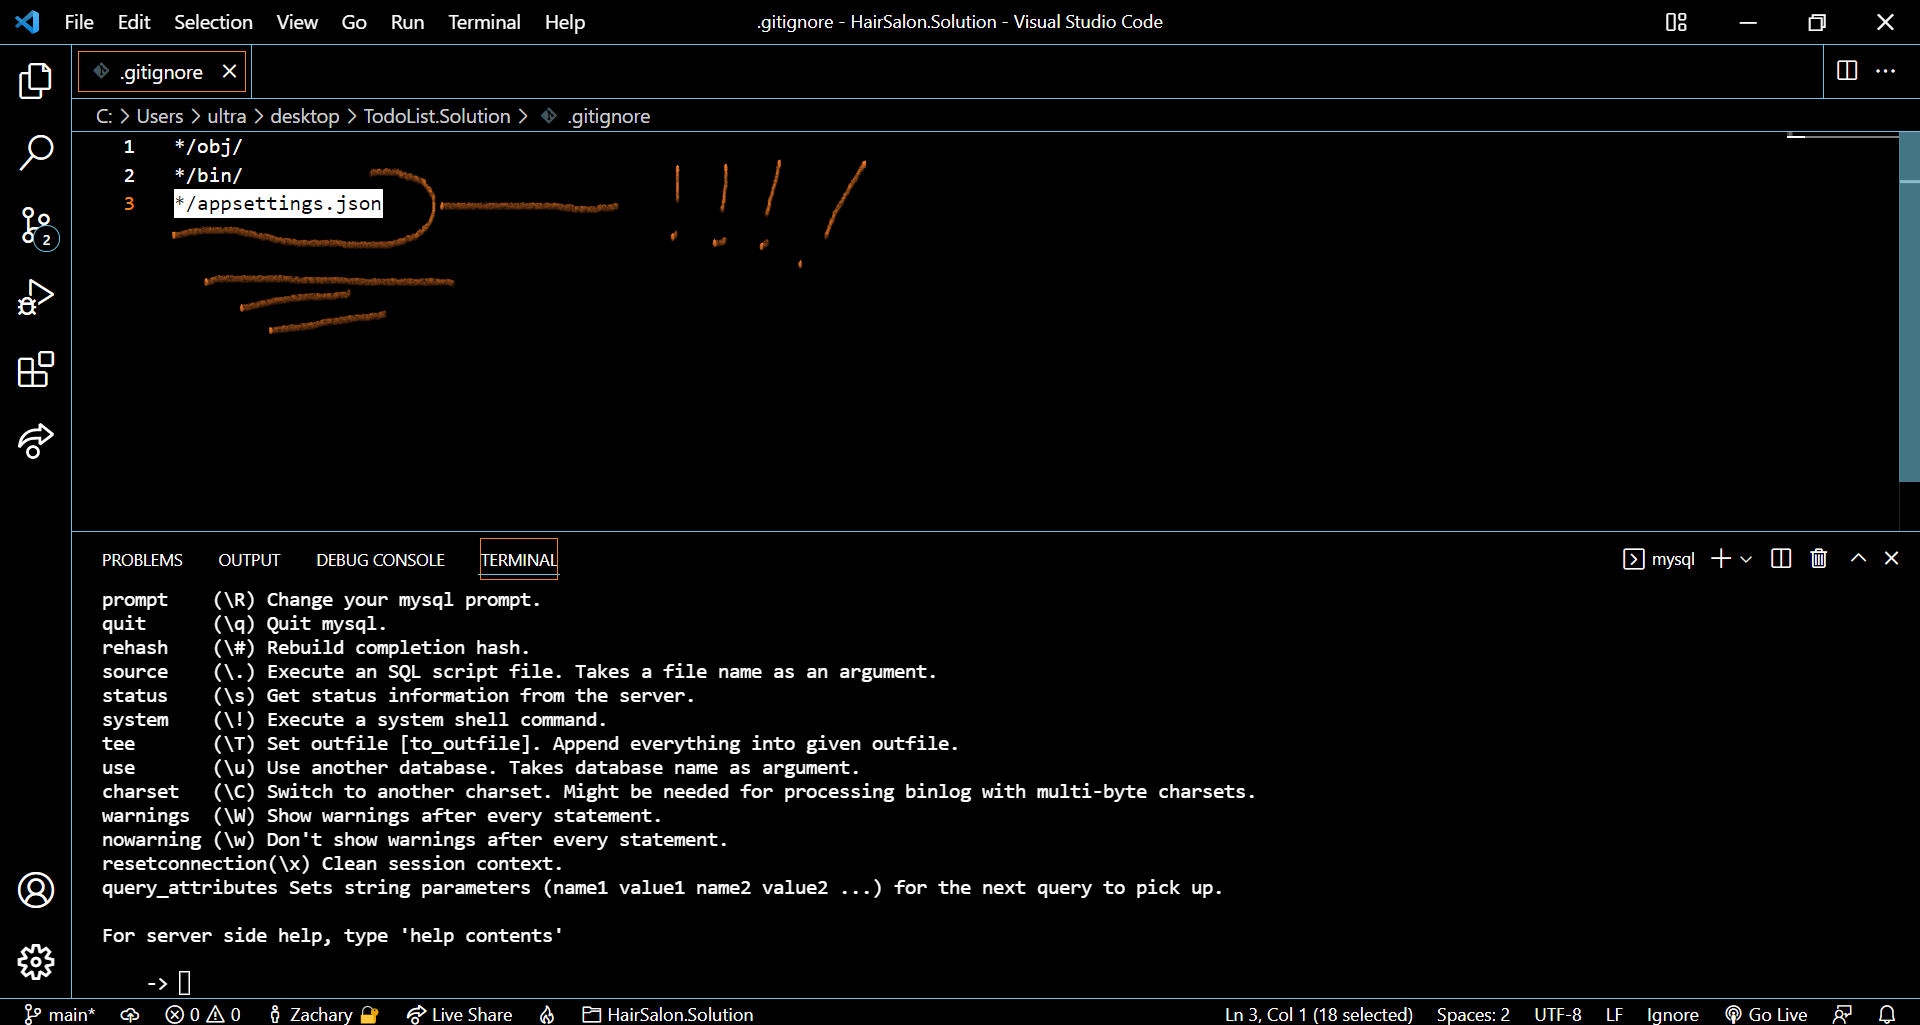 File Edit Selection View Go Run Terminal Help .gitignore - HairSalon.Solution - Visual Studio Code
.gitignore
C: > Users > ultra > desktop > TodoList.Solution > .gitignore
1 */obj/
2 */bin/
3 */appsettings.json
! ! ! !
2
PROBLEMS OUTPUT DEBUG CONSOLE TERMINAL mysql
prompt (\R) Change your mysql prompt.
quit (\q) Quit mysql.
rehash (\#) Rebuild completion hash.
source (\.) Execute an SQL script file. Takes a file name as an argument.
status (\s) Get status information from the server.
system (\!) Execute a system shell command.
tee (\T) Set outfile [to_outfile]. Append everything into given outfile.
use (\u) Use another database. Takes database name as argument.
charset (\C) Switch to another charset. Might be needed for processing binlog with multi-byte charsets.
warnings (\W) Show warnings after every statement.
nowarning (\w) Don't show warnings after every statement.
resetconnection(\x) Clean session context.
query_attributes Sets string parameters (name1 value1 name2 value2 ...) for the next query to pick up.
For server side help, type 'help contents'
->
main* 0 0 Zachary Live Share HairSalon.Solution Ln 3, Col 1 (18 selected) Spaces: 2 UTF-8 LF Ignore Go Live